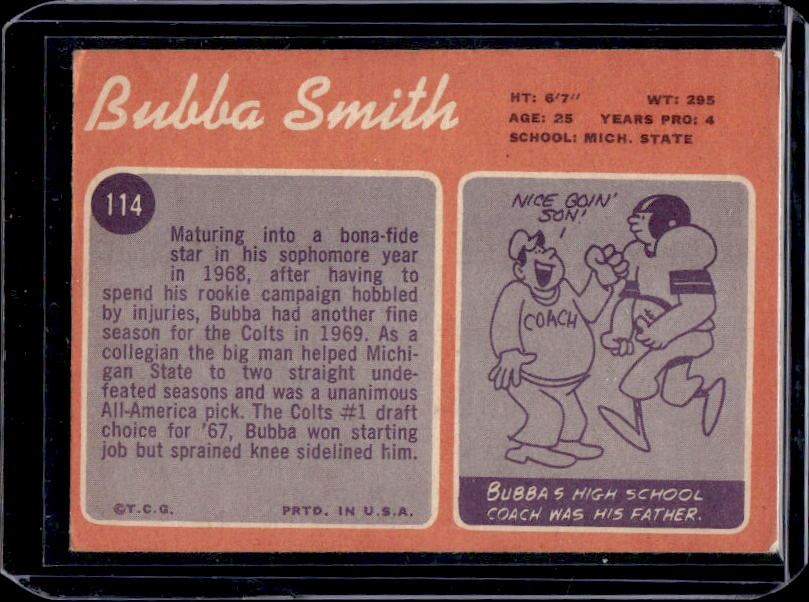 Bubba Smith
HT: 6'7" WT: 295
AGE: 25 YEARS PRO: 4
SCHOOL: MICH. STATE
114
Maturing into a bona-fide
star in his sophomore year
in 1968, after having to
spend his rookie campaign hobbled
by injuries, Bubba had another fine
season for the Colts in 1969. As a
collegian the big man helped Michi-
gan State to two straight unde-
feated seasons and was a unanimous
All-America pick. The Colts #1 draft
choice for '67, Bubba won starting
job but sprained knee sidelined him.
©T.C.G. PRTD. IN U.S.A.
NICE GOIN'
SON!
COACH
BUBBA'S HIGH SCHOOL
COACH WAS HIS FATHER.